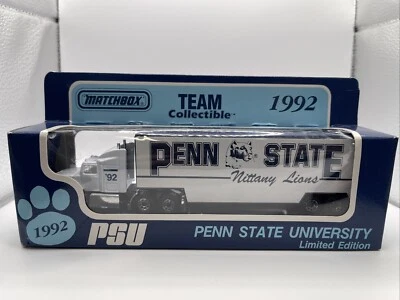 MATCHBOX
TEAM
Collectible
1992
PENN STATE
Nittany Lions
'92
1992
PSU
PENN STATE UNIVERSITY
Limited Edition